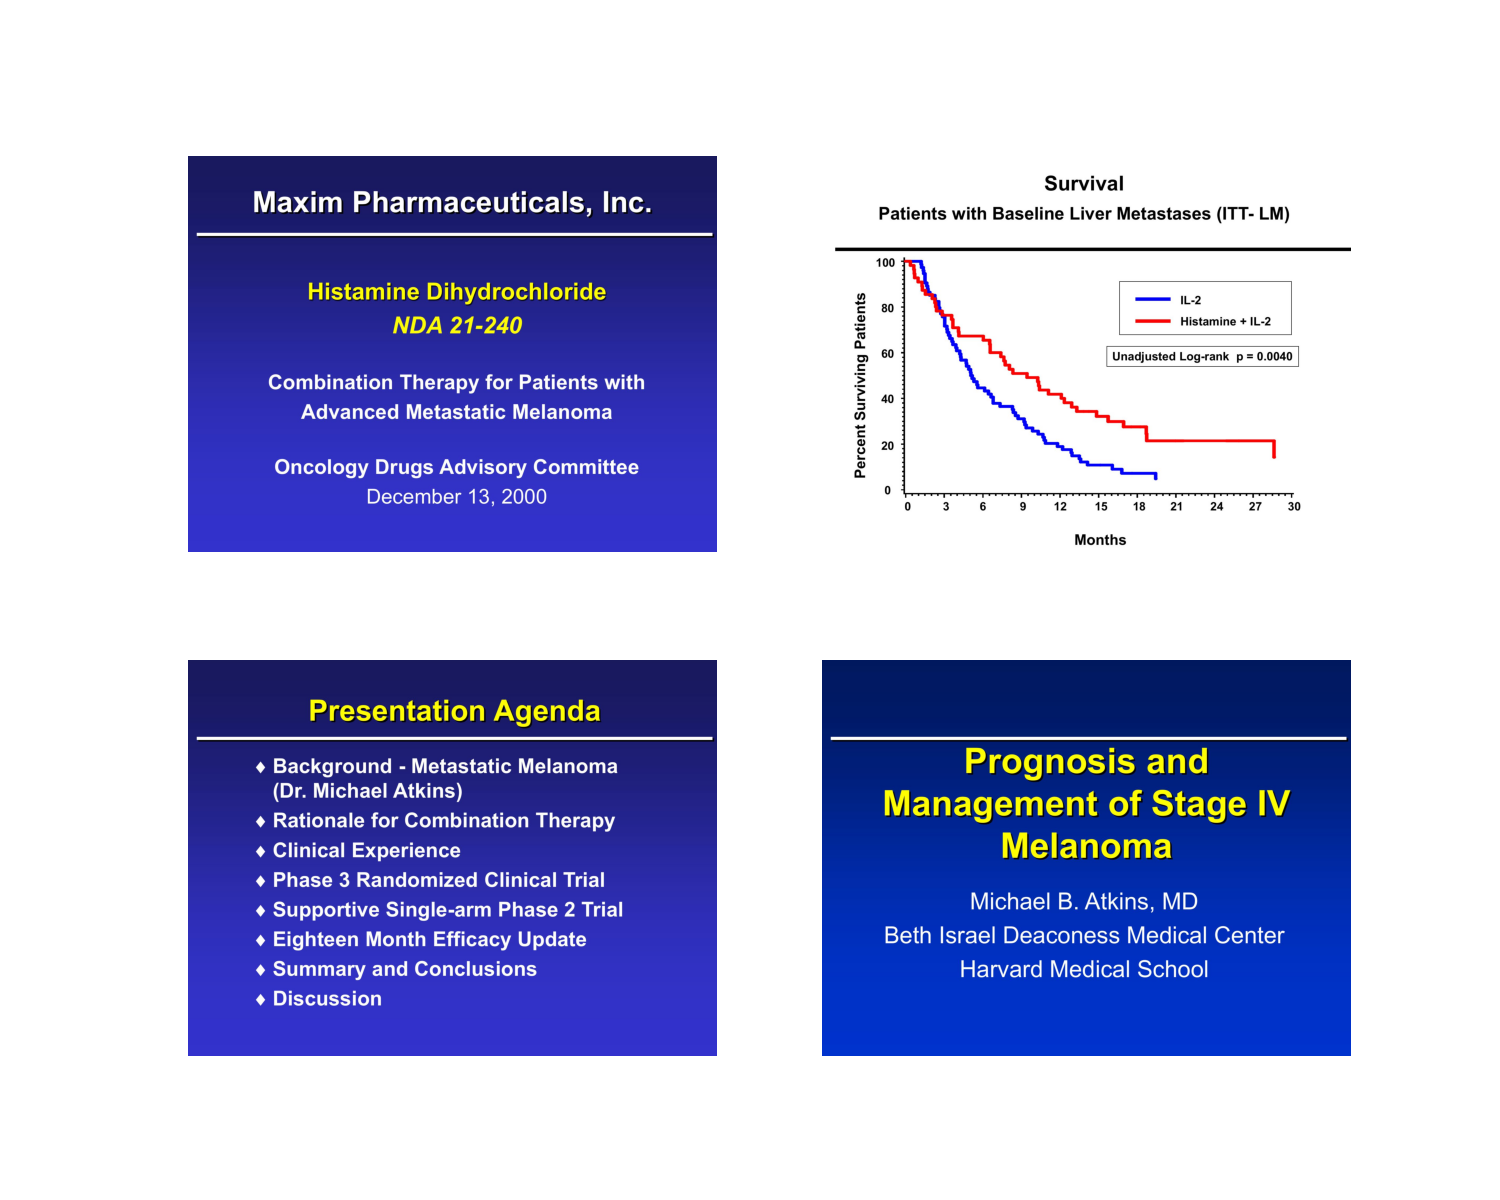 Maxim Pharmaceuticals, Inc.
Histamine Dihydrochloride
NDA 21-240
Combination Therapy for Patients with
Advanced Metastatic Melanoma
Oncology Drugs Advisory Committee
December 13, 2000
Survival
Patients with Baseline Liver Metastases (ITT- LM)
Percent Surviving Patients
100
80
60
40
20
0
IL-2
Histamine + IL-2
Unadjusted Log-rank p = 0.0040
0 3 6 9 12 15 18 21 24 27 30
Months
Presentation Agenda
♦ Background - Metastatic Melanoma
(Dr. Michael Atkins)
♦ Rationale for Combination Therapy
♦ Clinical Experience
♦ Phase 3 Randomized Clinical Trial
♦ Supportive Single-arm Phase 2 Trial
♦ Eighteen Month Efficacy Update
♦ Summary and Conclusions
♦ Discussion
Prognosis and
Management of Stage IV
Melanoma
Michael B. Atkins, MD
Beth Israel Deaconess Medical Center
Harvard Medical School